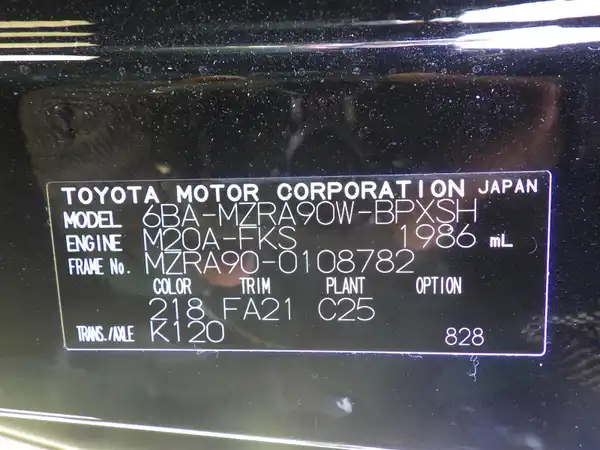 TOYOTA MOTOR CORPORATION JAPAN
MODEL 6BA-MZRA90W-BPXSH
ENGINE M20A-FKS 1986 mL
FRAME No. MZRA90-0108782
COLOR TRIM PLANT OPTION
218 FA21 C25
TRANS./AXLE K120 828